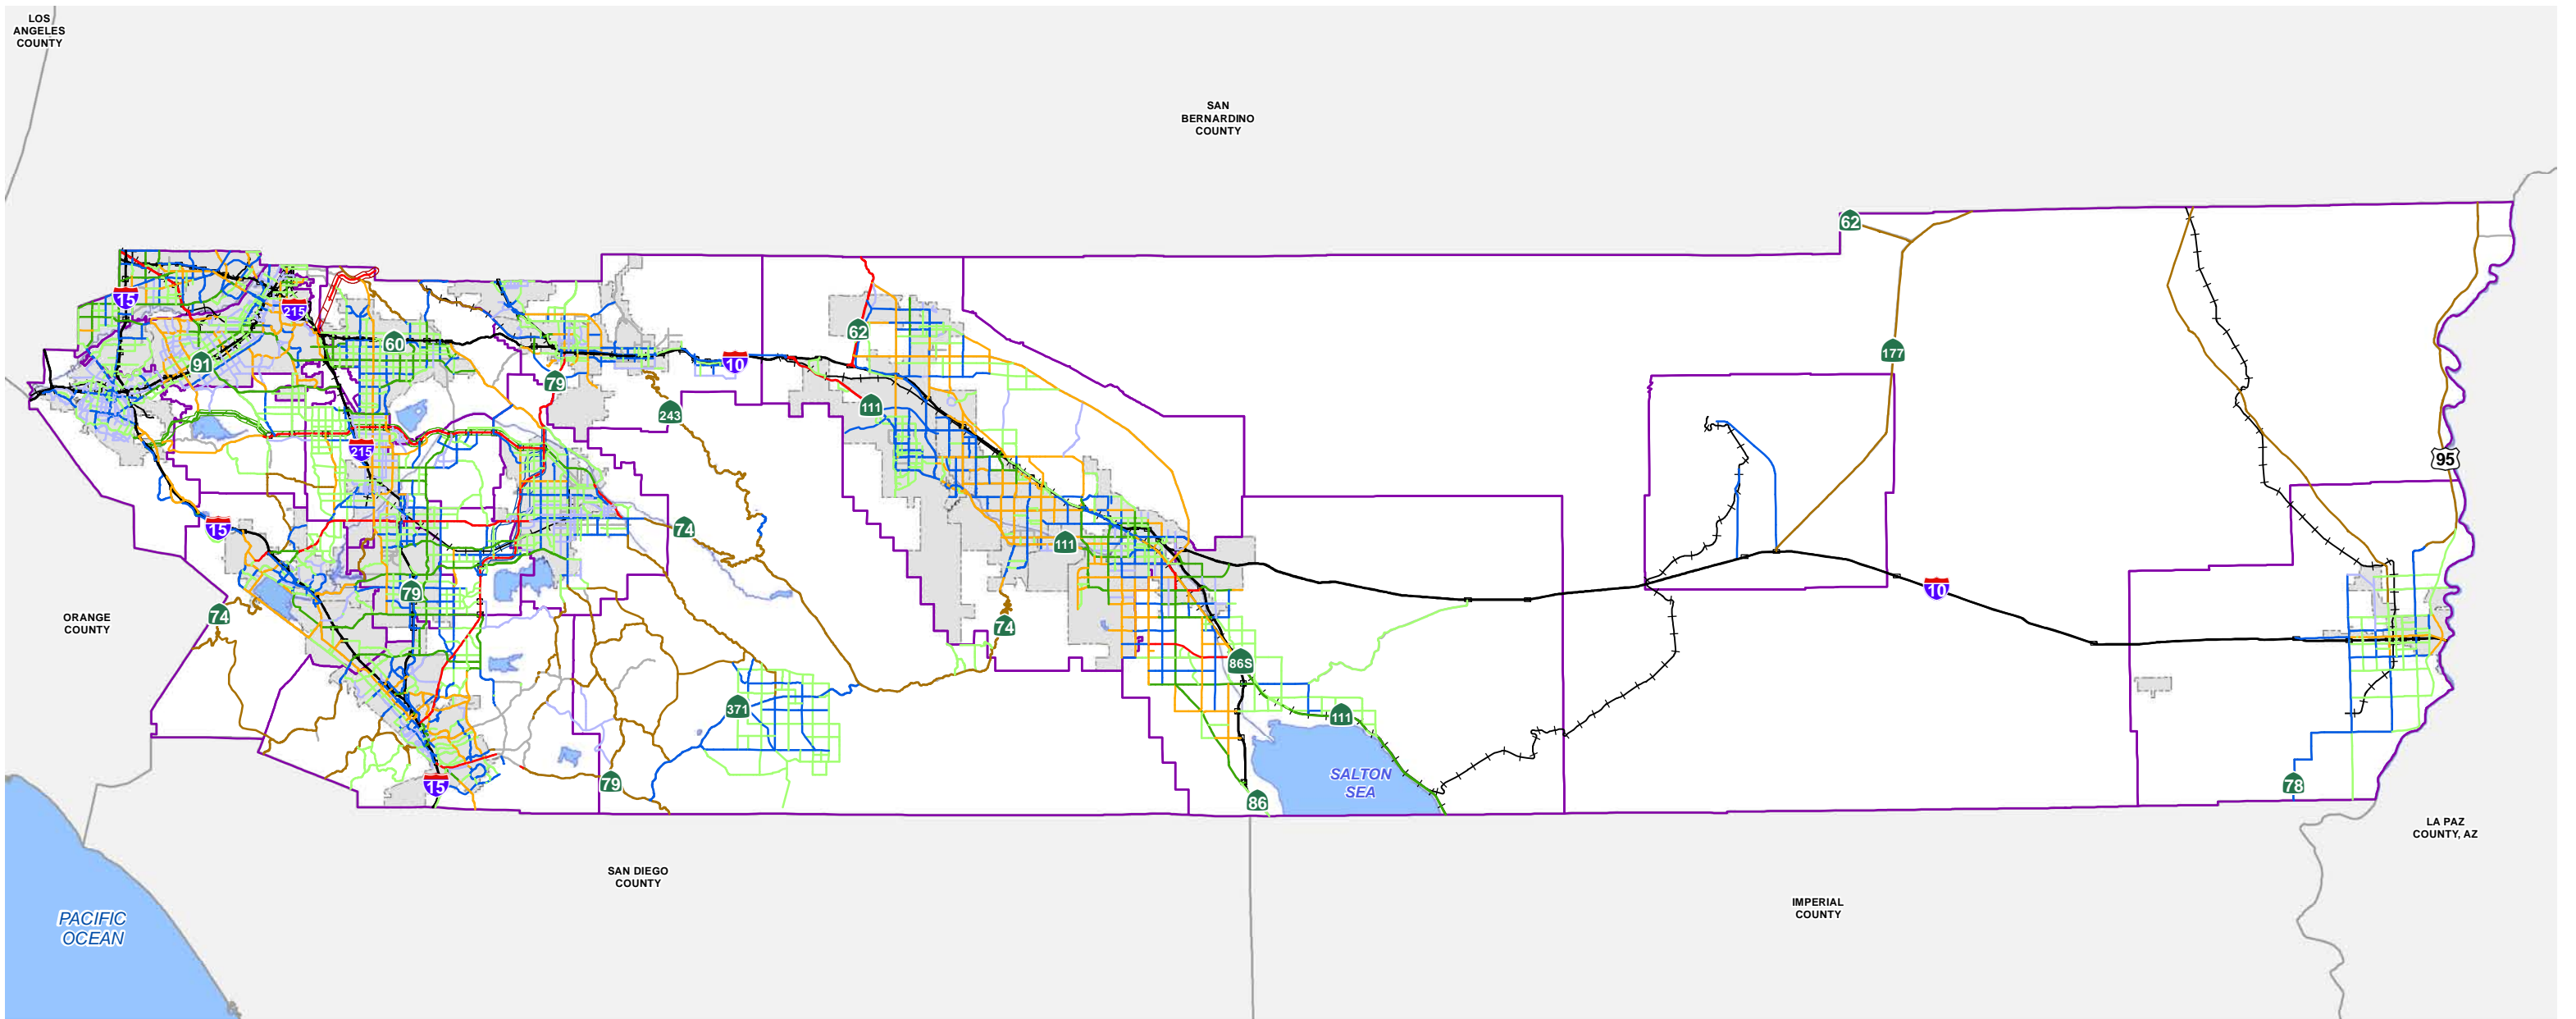 LOS
ANGELES
COUNTY
SAN
BERNARDINO
COUNTY
62
15
215
62
60
177
91
10
79
111
243
215
95
15
74
111
10
79
74
74
ORANGE
COUNTY
86S
371
111
SALTON
SEA
79
15
78
86
LA PAZ
COUNTY, AZ
SAN DIEGO
COUNTY
IMPERIAL
COUNTY
PACIFIC
OCEAN